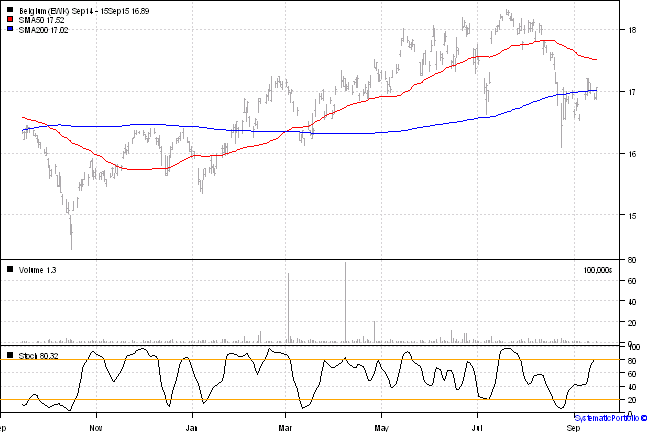 Belgium (EWK) Sep14 - 15Sep15 16.89
SMA50 17.52
SMA200 17.02
18
17
16
15
Volume 1.3
100,000s
80
60
40
20
0
Stoch 80.32
100
80
60
40
20
0
ep
Nov
Jan
Mar
May
Jul
Sep
SystematicPortfolio ©